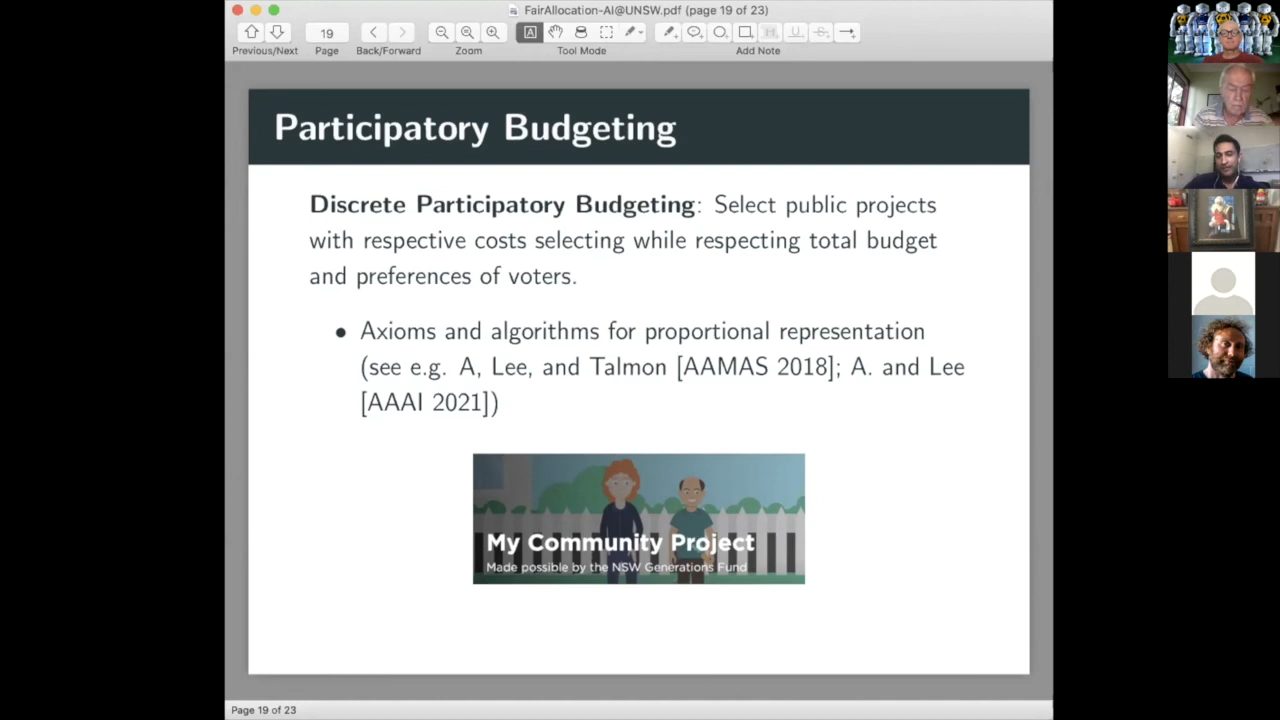 FairAllocation-AI@UNSW.pdf (page 19 of 23)
19
Previous/Next Page Back/Forward Zoom Tool Mode Add Note
Participatory Budgeting
Discrete Participatory Budgeting: Select public projects
with respective costs selecting while respecting total budget
and preferences of voters.
• Axioms and algorithms for proportional representation
(see e.g. A, Lee, and Talmon [AAMAS 2018]; A. and Lee
[AAAI 2021])
My Community Project
Made possible by the NSW Generations Fund
Page 19 of 23